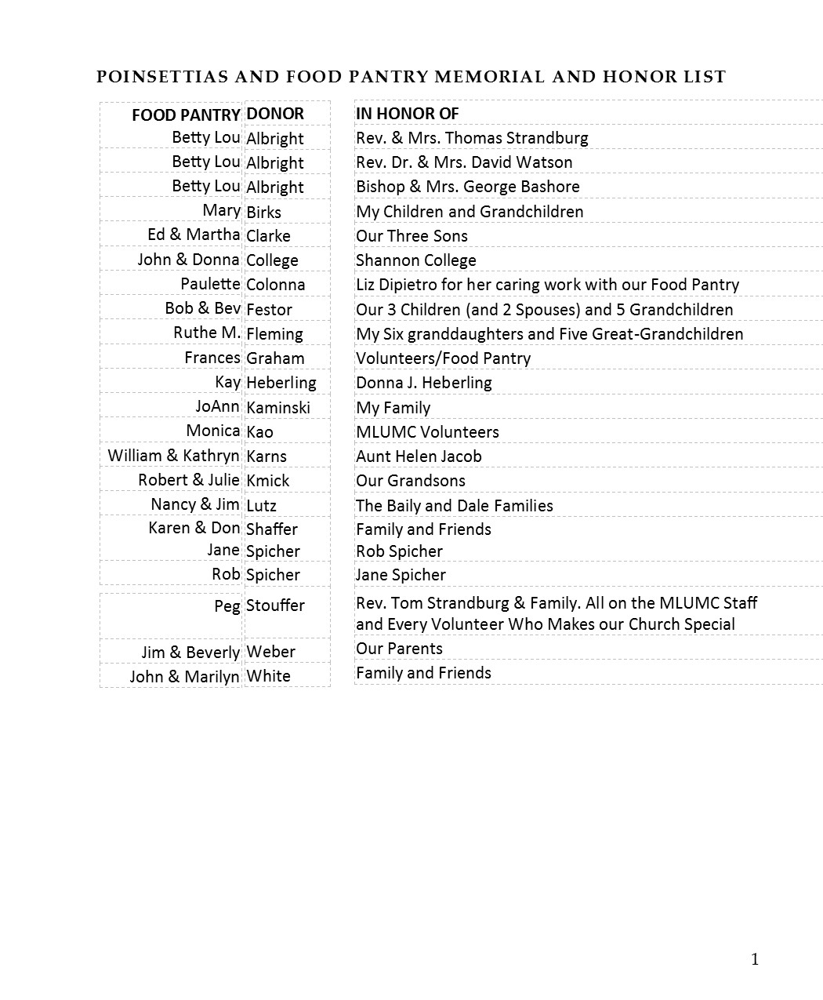 POINSETTIAS AND FOOD PANTRY MEMORIAL AND HONOR LIST
FOOD PANTRY DONOR IN HONOR OF
Betty Lou Albright Rev. & Mrs. Thomas Strandburg
Betty Lou Albright Rev. Dr. & Mrs. David Watson
Betty Lou Albright Bishop & Mrs. George Bashore
Mary Birks My Children and Grandchildren
Ed & Martha Clarke Our Three Sons
John & Donna College Shannon College
Paulette Colonna Liz Dipietro for her caring work with our Food Pantry
Bob & Bev Festor Our 3 Children (and 2 Spouses) and 5 Grandchildren
Ruthe M. Fleming My Six granddaughters and Five Great-Grandchildren
Frances Graham Volunteers/Food Pantry
Kay Heberling Donna J. Heberling
JoAnn Kaminski My Family
Monica Kao MLUMC Volunteers
William & Kathryn Karns Aunt Helen Jacob
Robert & Julie Kmick Our Grandsons
Nancy & Jim Lutz The Baily and Dale Families
Karen & Don Shaffer Family and Friends
Jane Spicher Rob Spicher
Rob Spicher Jane Spicher
Peg Stouffer Rev. Tom Strandburg & Family. All on the MLUMC Staff
and Every Volunteer Who Makes our Church Special
Jim & Beverly Weber Our Parents
John & Marilyn White Family and Friends
1